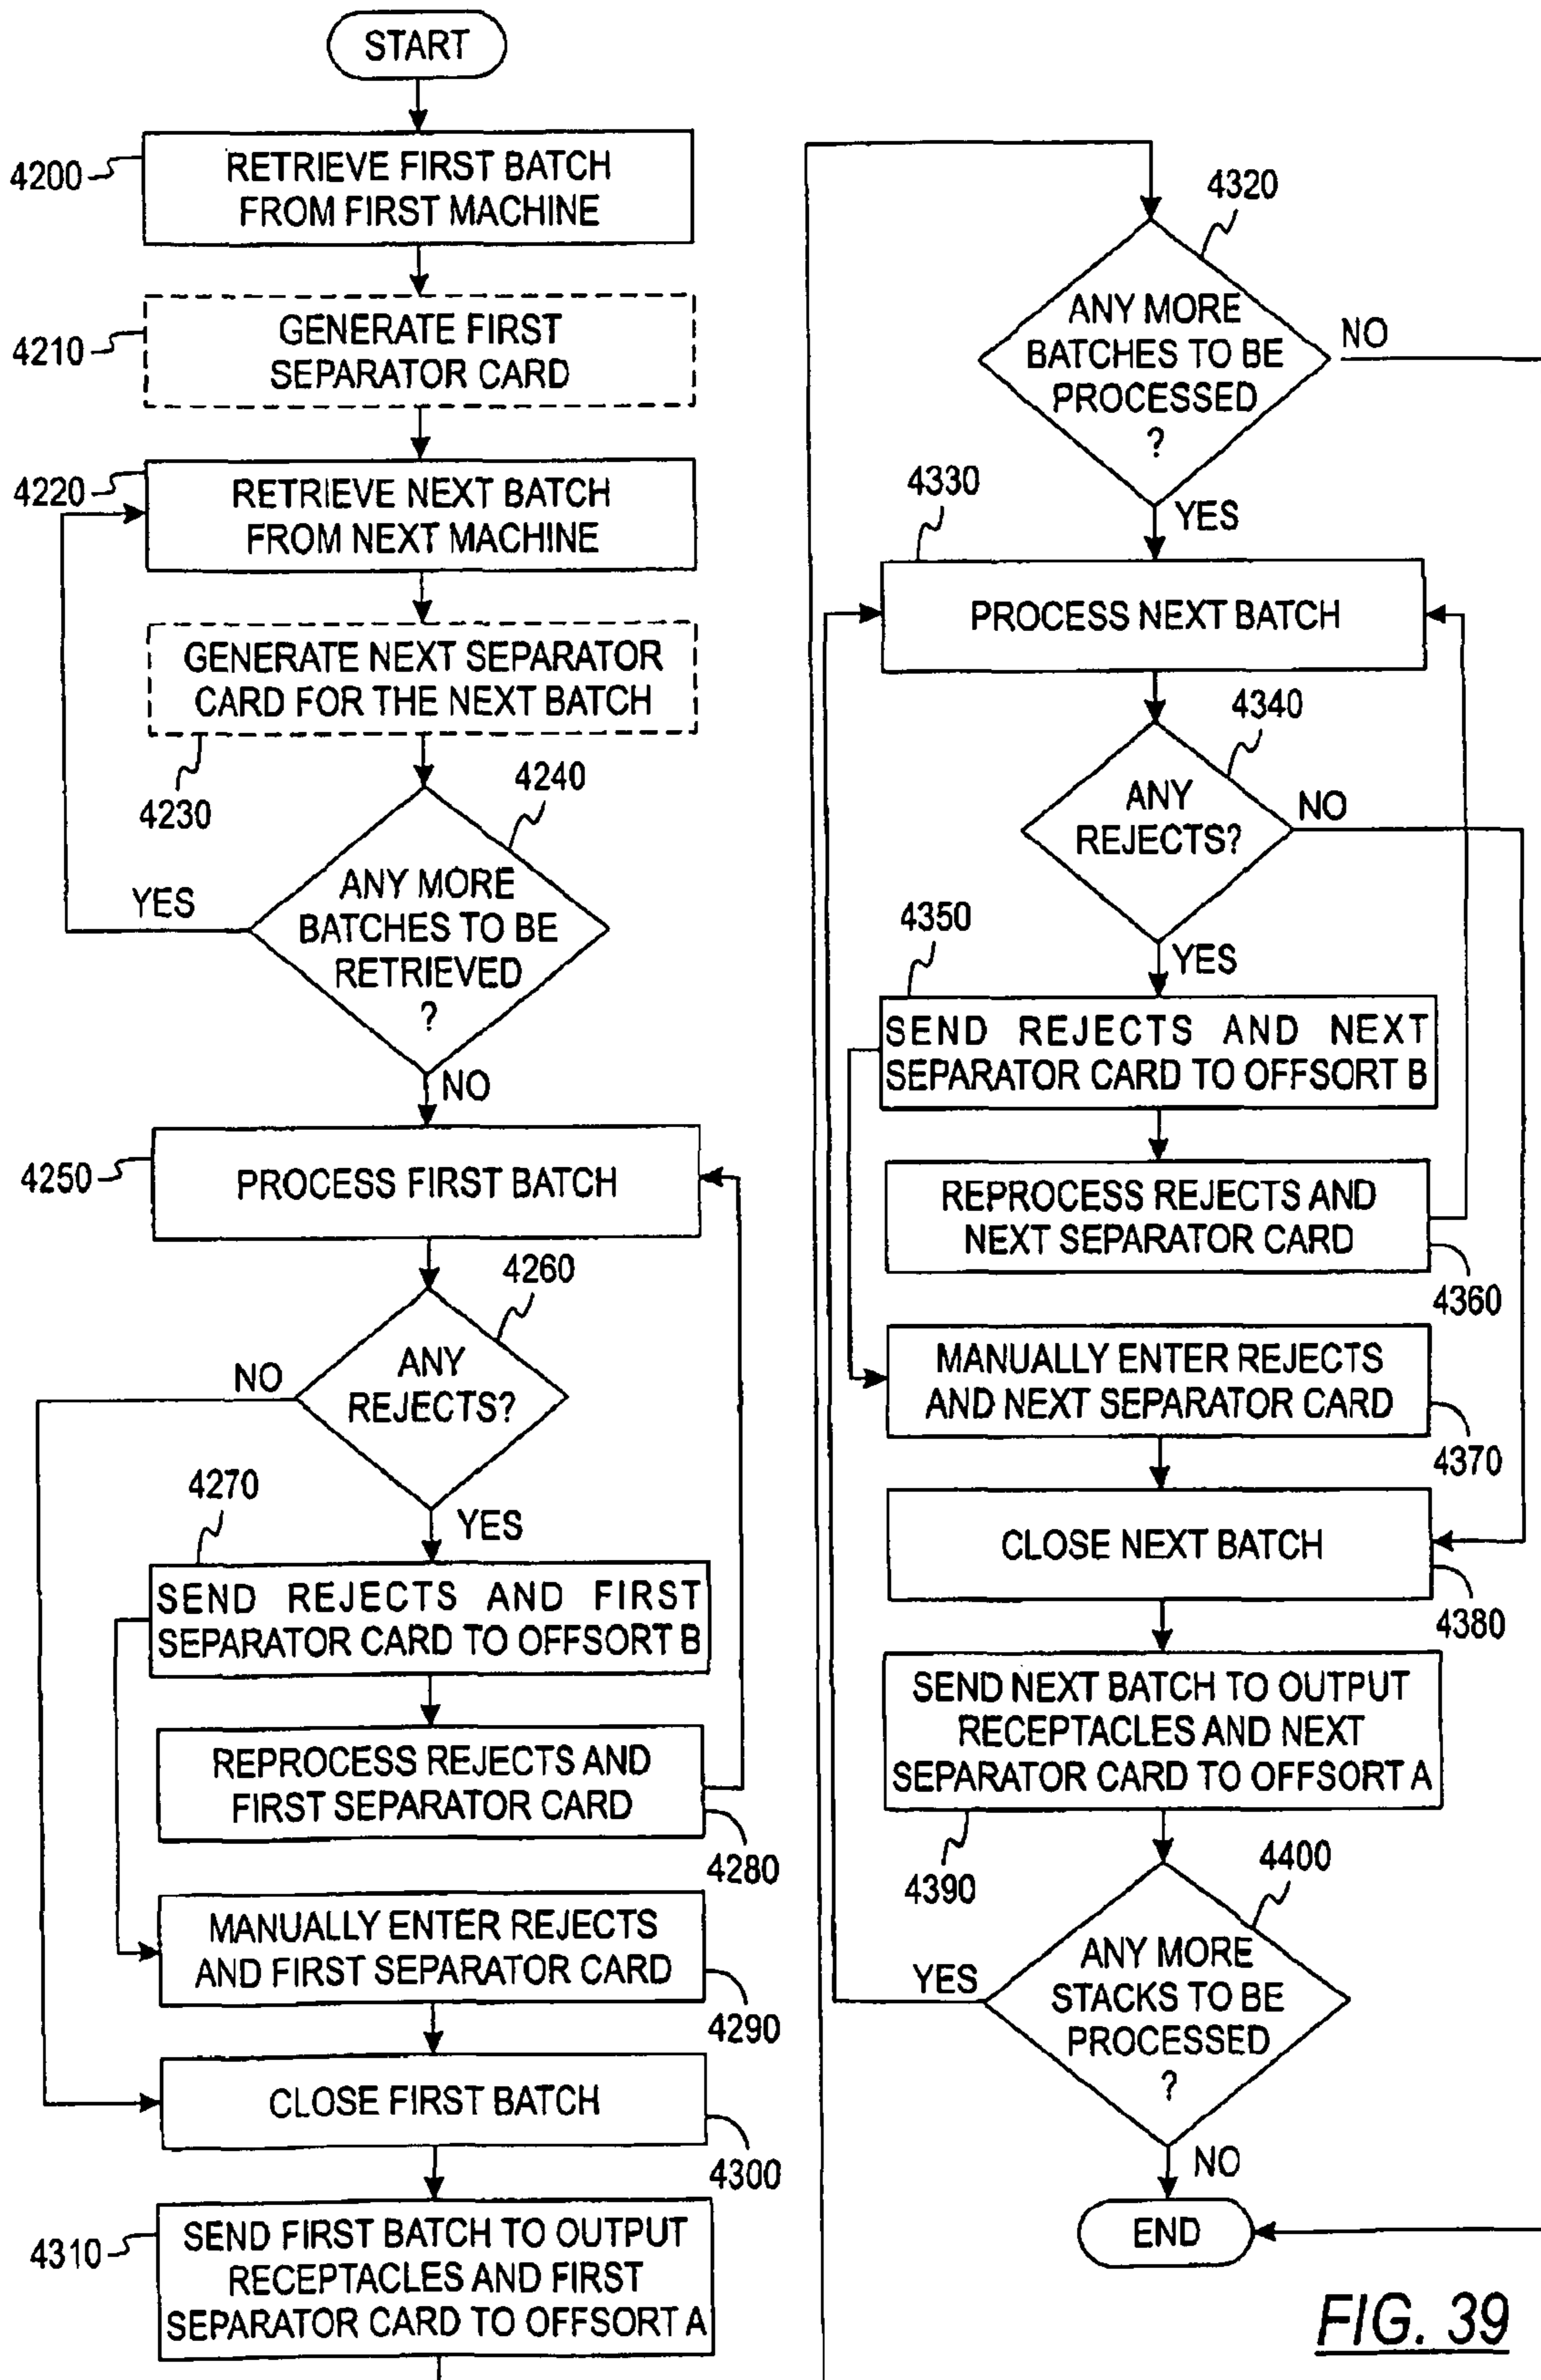 START
4200
RETRIEVE FIRST BATCH
FROM FIRST MACHINE
4210
GENERATE FIRST
SEPARATOR CARD
4220
RETRIEVE NEXT BATCH
FROM NEXT MACHINE
GENERATE NEXT SEPARATOR
CARD FOR THE NEXT BATCH
4230
4240
ANY MORE
BATCHES TO BE
RETRIEVED
?
YES
NO
4250
PROCESS FIRST BATCH
4260
ANY
REJECTS?
NO
YES
4270
SEND REJECTS AND FIRST
SEPARATOR CARD TO OFFSORT B
REPROCESS REJECTS AND
FIRST SEPARATOR CARD
4280
MANUALLY ENTER REJECTS
AND FIRST SEPARATOR CARD
4290
CLOSE FIRST BATCH
4300
4310
SEND FIRST BATCH TO OUTPUT
RECEPTACLES AND FIRST
SEPARATOR CARD TO OFFSORT A
4320
ANY MORE
BATCHES TO BE
PROCESSED
?
NO
YES
4330
PROCESS NEXT BATCH
4340
ANY
REJECTS?
NO
YES
4350
SEND REJECTS AND NEXT
SEPARATOR CARD TO OFFSORT B
REPROCESS REJECTS AND
NEXT SEPARATOR CARD
4360
MANUALLY ENTER REJECTS
AND NEXT SEPARATOR CARD
4370
CLOSE NEXT BATCH
4380
SEND NEXT BATCH TO OUTPUT
RECEPTACLES AND NEXT
SEPARATOR CARD TO OFFSORT A
4390
4400
ANY MORE
STACKS TO BE
PROCESSED
?
YES
NO
END
FIG. 39